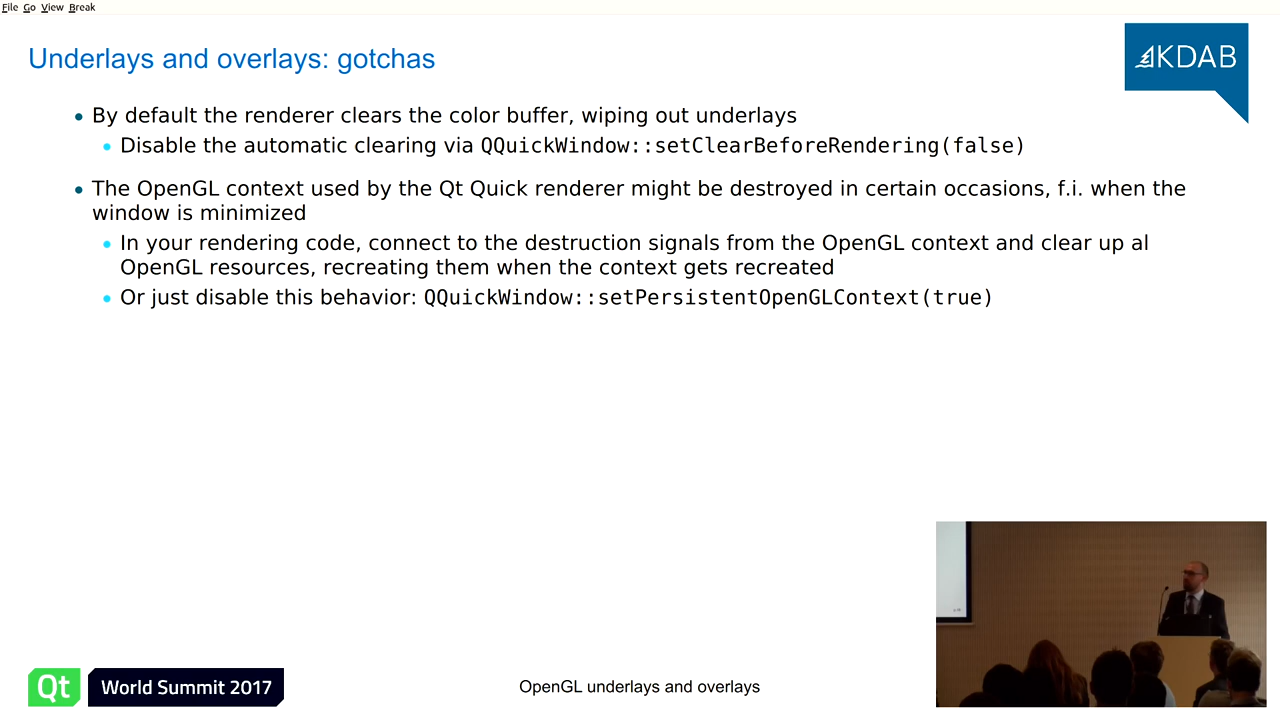 File Go View Break
Underlays and overlays: gotchas
KDAB
By default the renderer clears the color buffer, wiping out underlays
Disable the automatic clearing via QQuickWindow::setClearBeforeRendering(false)
The OpenGL context used by the Qt Quick renderer might be destroyed in certain occasions, f.i. when the
window is minimized
In your rendering code, connect to the destruction signals from the OpenGL context and clear up al
OpenGL resources, recreating them when the context gets recreated
Or just disable this behavior: QQuickWindow::setPersistentOpenGLContext(true)
Qt World Summit 2017
OpenGL underlays and overlays